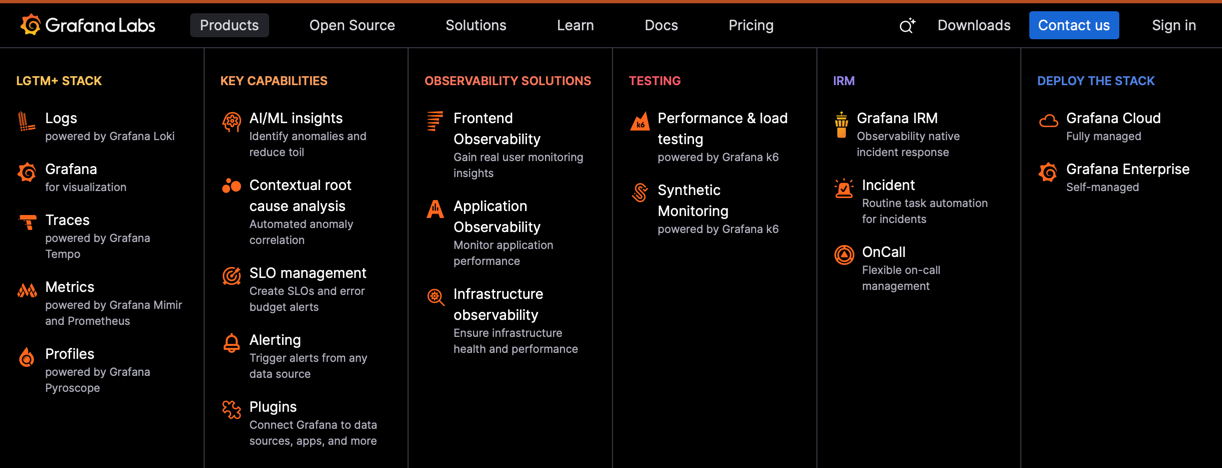 Grafana Labs
Products
Open Source
Solutions
Learn
Docs
Pricing
Downloads
Contact us
Sign in
LGTM+ STACK
Logs
powered by Grafana Loki
Grafana
for visualization
Traces
powered by Grafana
Tempo
Metrics
powered by Grafana Mimir
and Prometheus
Profiles
powered by Grafana
Pyroscope
KEY CAPABILITIES
AI/ML insights
Identify anomalies and
reduce toil
Contextual root
cause analysis
Automated anomaly
correlation
SLO management
Create SLOs and error
budget alerts
Alerting
Trigger alerts from any
data source
Plugins
Connect Grafana to data
sources, apps, and more
OBSERVABILITY SOLUTIONS
Frontend
Observability
Gain real user monitoring
insights
Application
Observability
Monitor application
performance
Infrastructure
observability
Ensure infrastructure
health and performance
TESTING
k6
Performance & load
testing
powered by Grafana k6
Synthetic
Monitoring
powered by Grafana k6
IRM
Grafana IRM
Observability native
incident response
Incident
Routine task automation
for incidents
OnCall
Flexible on-call
management
DEPLOY THE STACK
Grafana Cloud
Fully managed
Grafana Enterprise
Self-managed